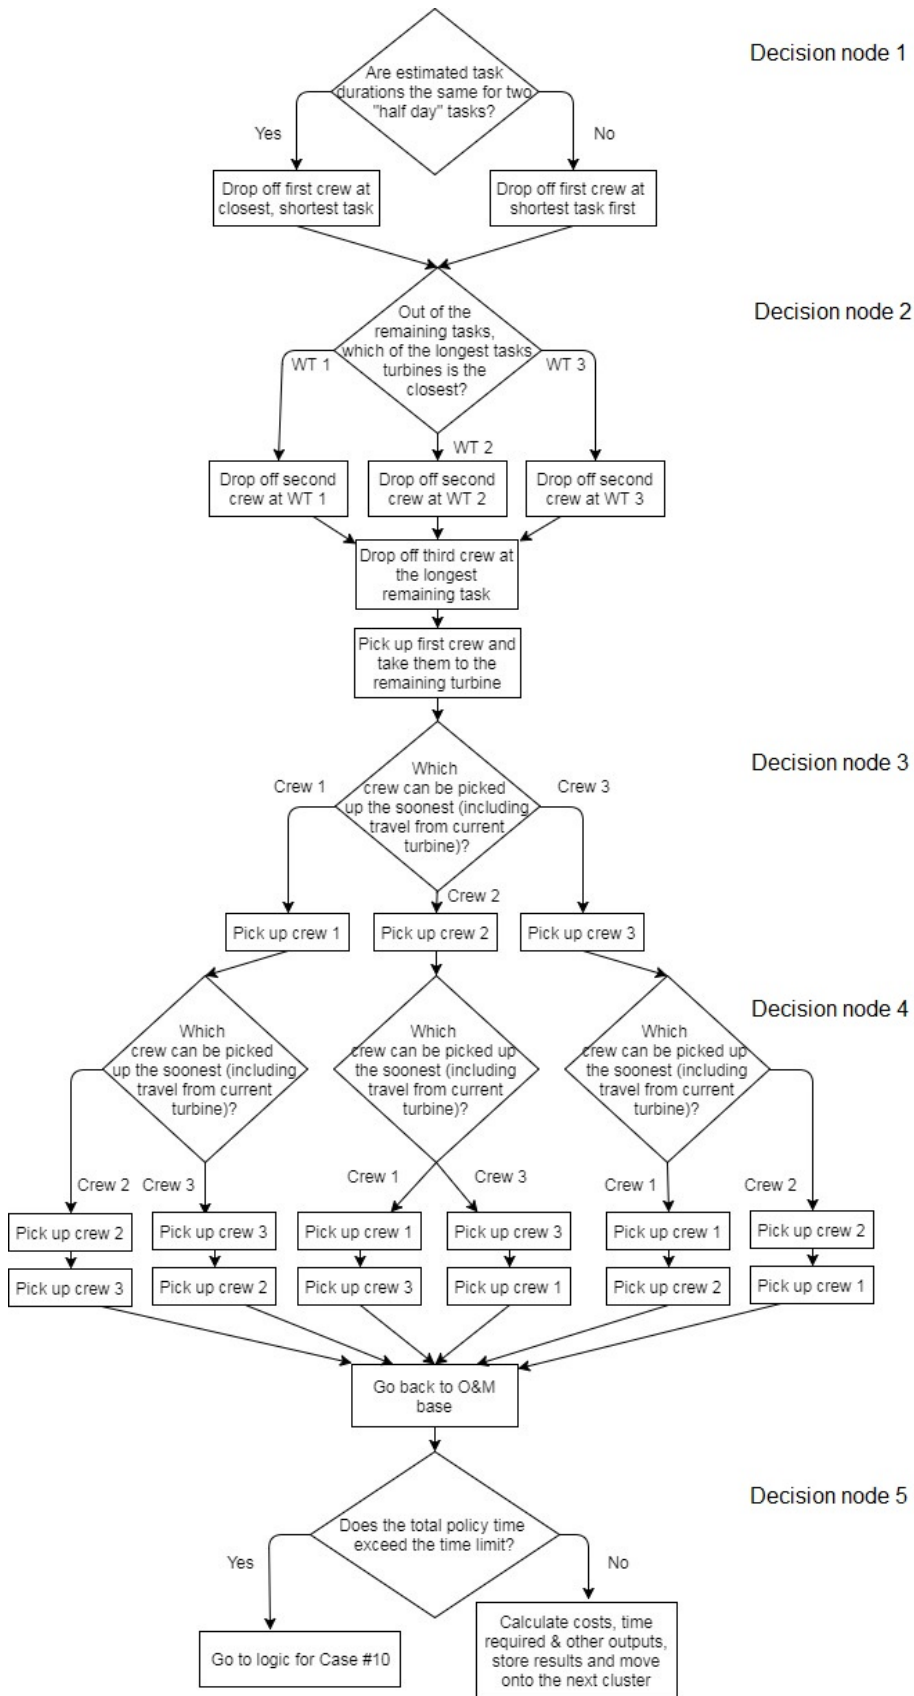 Decision node 1
Are estimated task
durations the same for two
"half day" tasks?
Yes
No
Drop off first crew at
closest, shortest task
Drop off first crew at
shortest task first
Decision node 2
Out of the
remaining tasks,
which of the longest tasks
turbines is the
closest?
WT 1
WT 3
WT 2
Drop off second
crew at WT 1
Drop off second
crew at WT 2
Drop off second
crew at WT 3
Drop off third crew at
the longest
remaining task
Pick up first crew and
take them to the
remaining turbine
Decision node 3
Which
crew can be picked
up the soonest (including
travel from current
turbine)?
Crew 1
Crew 3
Crew 2
Pick up crew 1
Pick up crew 2
Pick up crew 3
Decision node 4
Which
crew can be picked
up the soonest (including
travel from current
turbine)?
Which
crew can be picked up
the soonest (including
travel from current
turbine)?
Which
crew can be picked up
the soonest (including
travel from current
turbine)?
Crew 2
Crew 3
Crew 1
Crew 3
Crew 1
Crew 2
Pick up crew 2
Pick up crew 3
Pick up crew 1
Pick up crew 3
Pick up crew 1
Pick up crew 2
Pick up crew 3
Pick up crew 2
Pick up crew 3
Pick up crew 1
Pick up crew 2
Pick up crew 1
Go back to O&M
base
Decision node 5
Does the total policy time
exceed the time limit?
Yes
No
Go to logic for Case #10
Calculate costs, time
required & other outputs,
store results and move
onto the next cluster